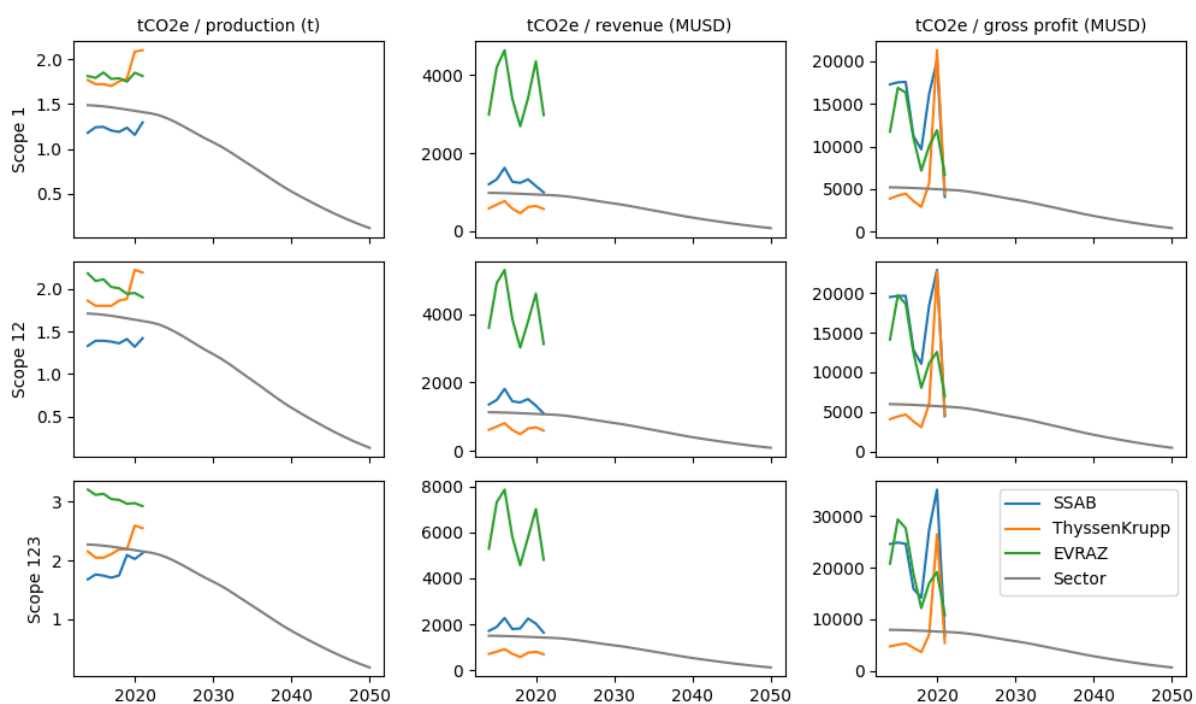 tCO2e / production (t)
tCO2e / revenue (MUSD)
tCO2e / gross profit (MUSD)
Scope 1
2.0
1.5
1.0
0.5
4000
2000
0
20000
15000
10000
5000
0
Scope 12
2.0
1.5
1.0
0.5
4000
2000
0
20000
15000
10000
5000
0
Scope 123
3
2
1
8000
6000
4000
2000
0
30000
20000
10000
0
SSAB
ThyssenKrupp
EVRAZ
Sector
2020 2030 2040 2050
2020 2030 2040 2050
2020 2030 2040 2050